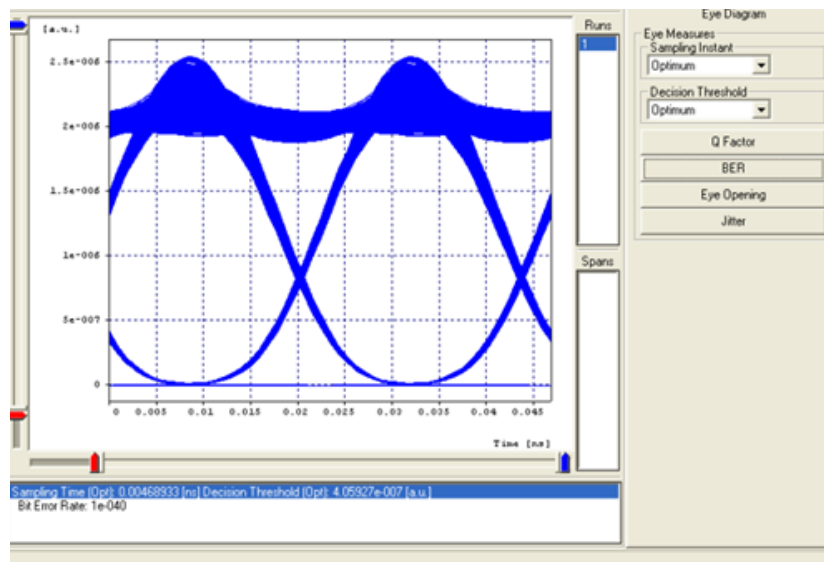 [a.u.]
2.5e-006
2e-006
1.5e-006
1e-006
5e-007
0
0 0.005 0.01 0.015 0.02 0.025 0.03 0.035 0.04 0.045
Time [ns]
Runs
1
Spans
Eye Diagram
Eye Measures
Sampling Instant
Optimum
Decision Threshold
Optimum
Q Factor
BER
Eye Opening
Jitter
Sampling Time (Opt): 0.00468933 [ns] Decision Threshold (Opt): 4.05927e-007 [a.u.]
Bit Error Rate: 1e-040